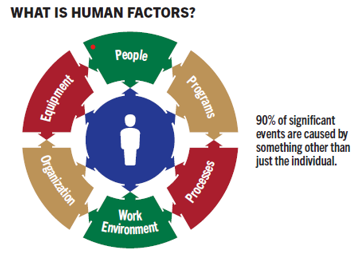 WHAT IS HUMAN FACTORS?
People
Equipment
Programs
90% of significant
events are caused by
something other than
just the individual.
Organization
Processes
Work
Environment